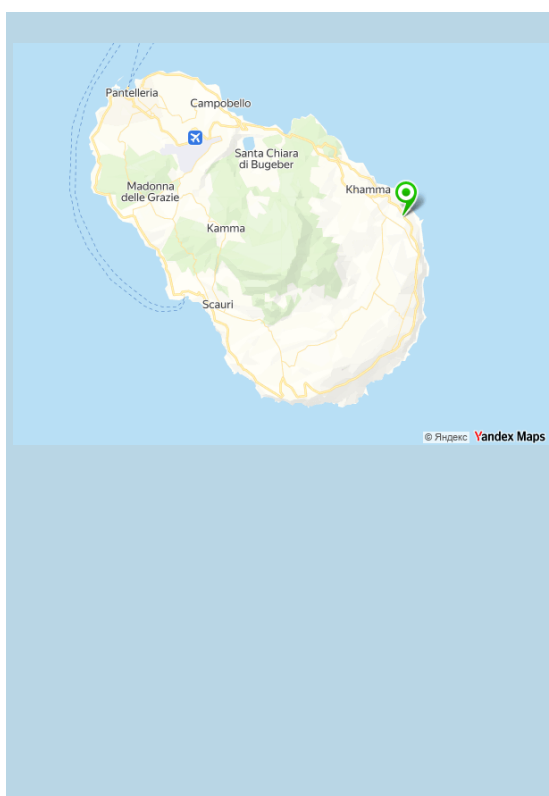 Pantelleria
Campobello
Santa Chiara
di Bugeber
Khamma
Madonna
delle Grazie
Kamma
Scauri
© Яндекс Yandex Maps